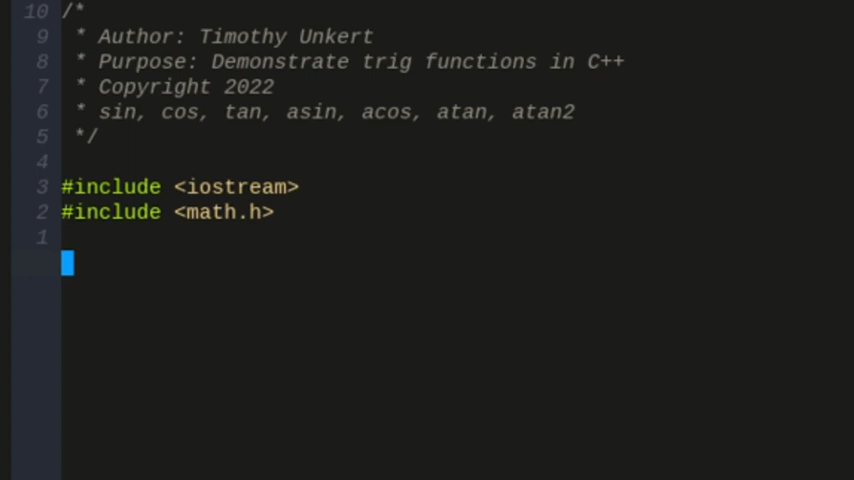 10 /*
9 * Author: Timothy Unkert
8 * Purpose: Demonstrate trig functions in C++
7 * Copyright 2022
6 * sin, cos, tan, asin, acos, atan, atan2
5 */
4
3 #include <iostream>
2 #include <math.h>
1